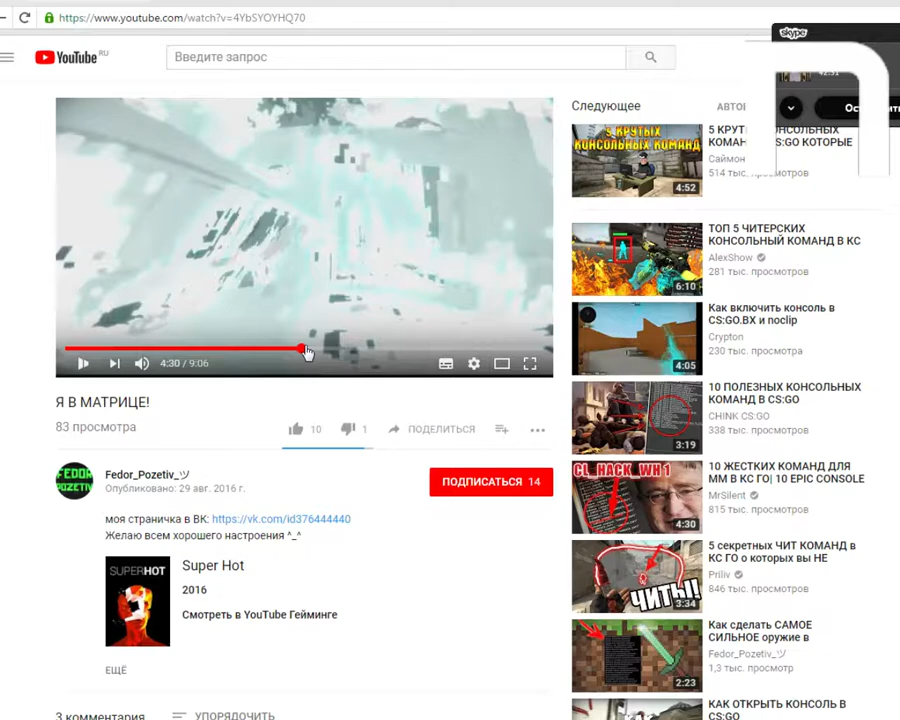 https://www.youtube.com/watch?v=4YbSYOYHQ70
skype
YouTube RU
Введите запрос
4:30 / 9:06
Я В МАТРИЦЕ!
83 просмотра
10
1
ПОДЕЛИТЬСЯ
Fedor_Pozetiv_ツ
Опубликовано: 29 авг. 2016 г.
ПОДПИСАТЬСЯ 14
FEDOR
POZETIV
моя страничка в ВК: https://vk.com/id376444440
Желаю всем хорошего настроения ^_^
SUPERHOT
Super Hot
2016
Смотреть в YouTube Гейминге
ЕЩЁ
3 комментария
УПОРЯДОЧИТЬ
Следующее
5 КРУТЫХ
КОНСОЛЬНЫХ КОМАНД
4:52
Саймон
514 тыс.
6:10
ТОП 5 ЧИТЕРСКИХ
КОНСОЛЬНЫЙ КОМАНД В КС
AlexShow
281 тыс. просмотров
4:05
Как включить консоль в
CS:GO.ВХ и noclip
Crypton
230 тыс. просмотра
3:19
10 ПОЛЕЗНЫХ КОНСОЛЬНЫХ
КОМАНД В CS:GO
CHINK CS:GO
338 тыс. просмотров
CL_HACK_WH 1
4:30
10 ЖЕСТКИХ КОМАНД ДЛЯ
ММ В КС ГО| 10 EPIC CONSOLE
MrSilent
815 тыс. просмотров
ЧИТЫ!
3:34
5 секретных ЧИТ КОМАНД в
КС ГО о которых вы НЕ
Priliv
846 тыс. просмотров
2:23
Как сделать САМОЕ
СИЛЬНОЕ оружие в
Fedor_Pozetiv_ツ
1,3 тыс. просмотр
КАК ОТКРЫТЬ КОНСОЛЬ В
CS:GO